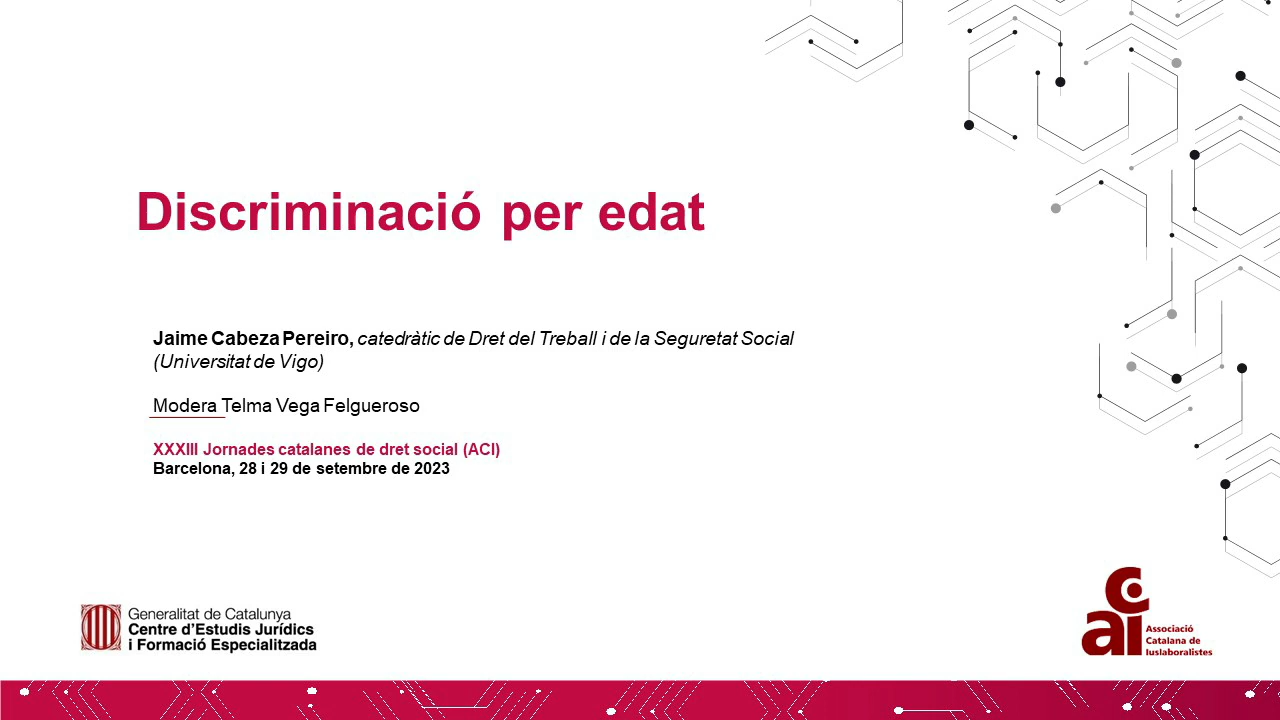 Discriminació per edat
Jaime Cabeza Pereiro, catedràtic de Dret del Treball i de la Seguretat Social
(Universitat de Vigo)
Modera Telma Vega Felgueroso
XXXIII Jornades catalanes de dret social (ACI)
Barcelona, 28 i 29 de setembre de 2023
Generalitat de Catalunya
Centre d'Estudis Jurídics
i Formació Especialitzada
aci
Associació
Catalana de
Iuslaboralistes